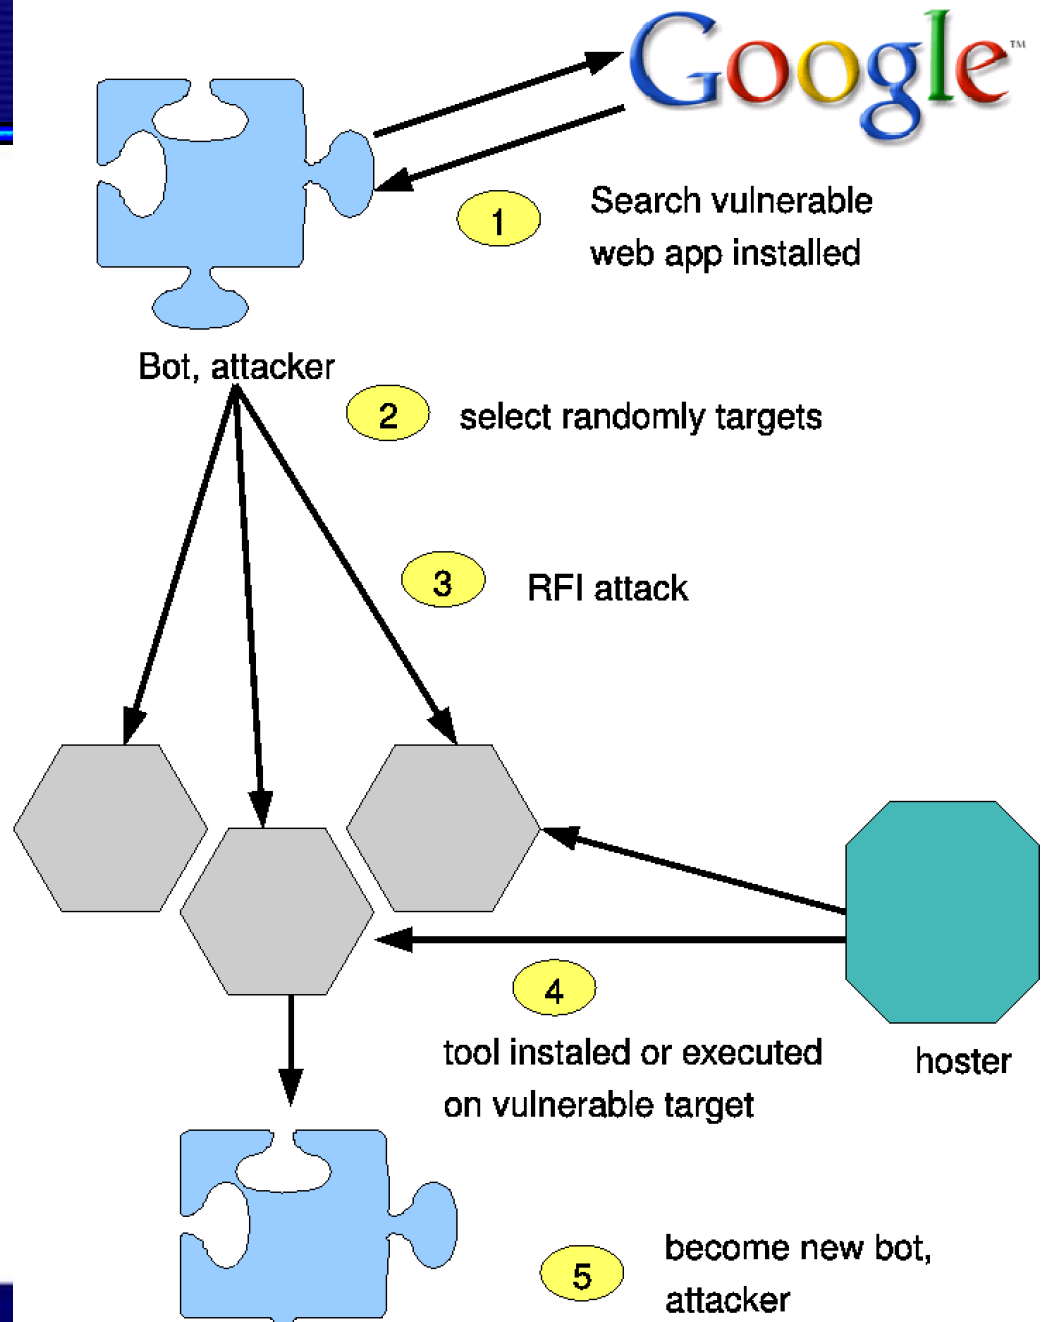 Google™
1
Search vulnerable
web app installed
Bot, attacker
2
select randomly targets
3
RFI attack
4
tool instaled or executed
on vulnerable target
hoster
5
become new bot,
attacker